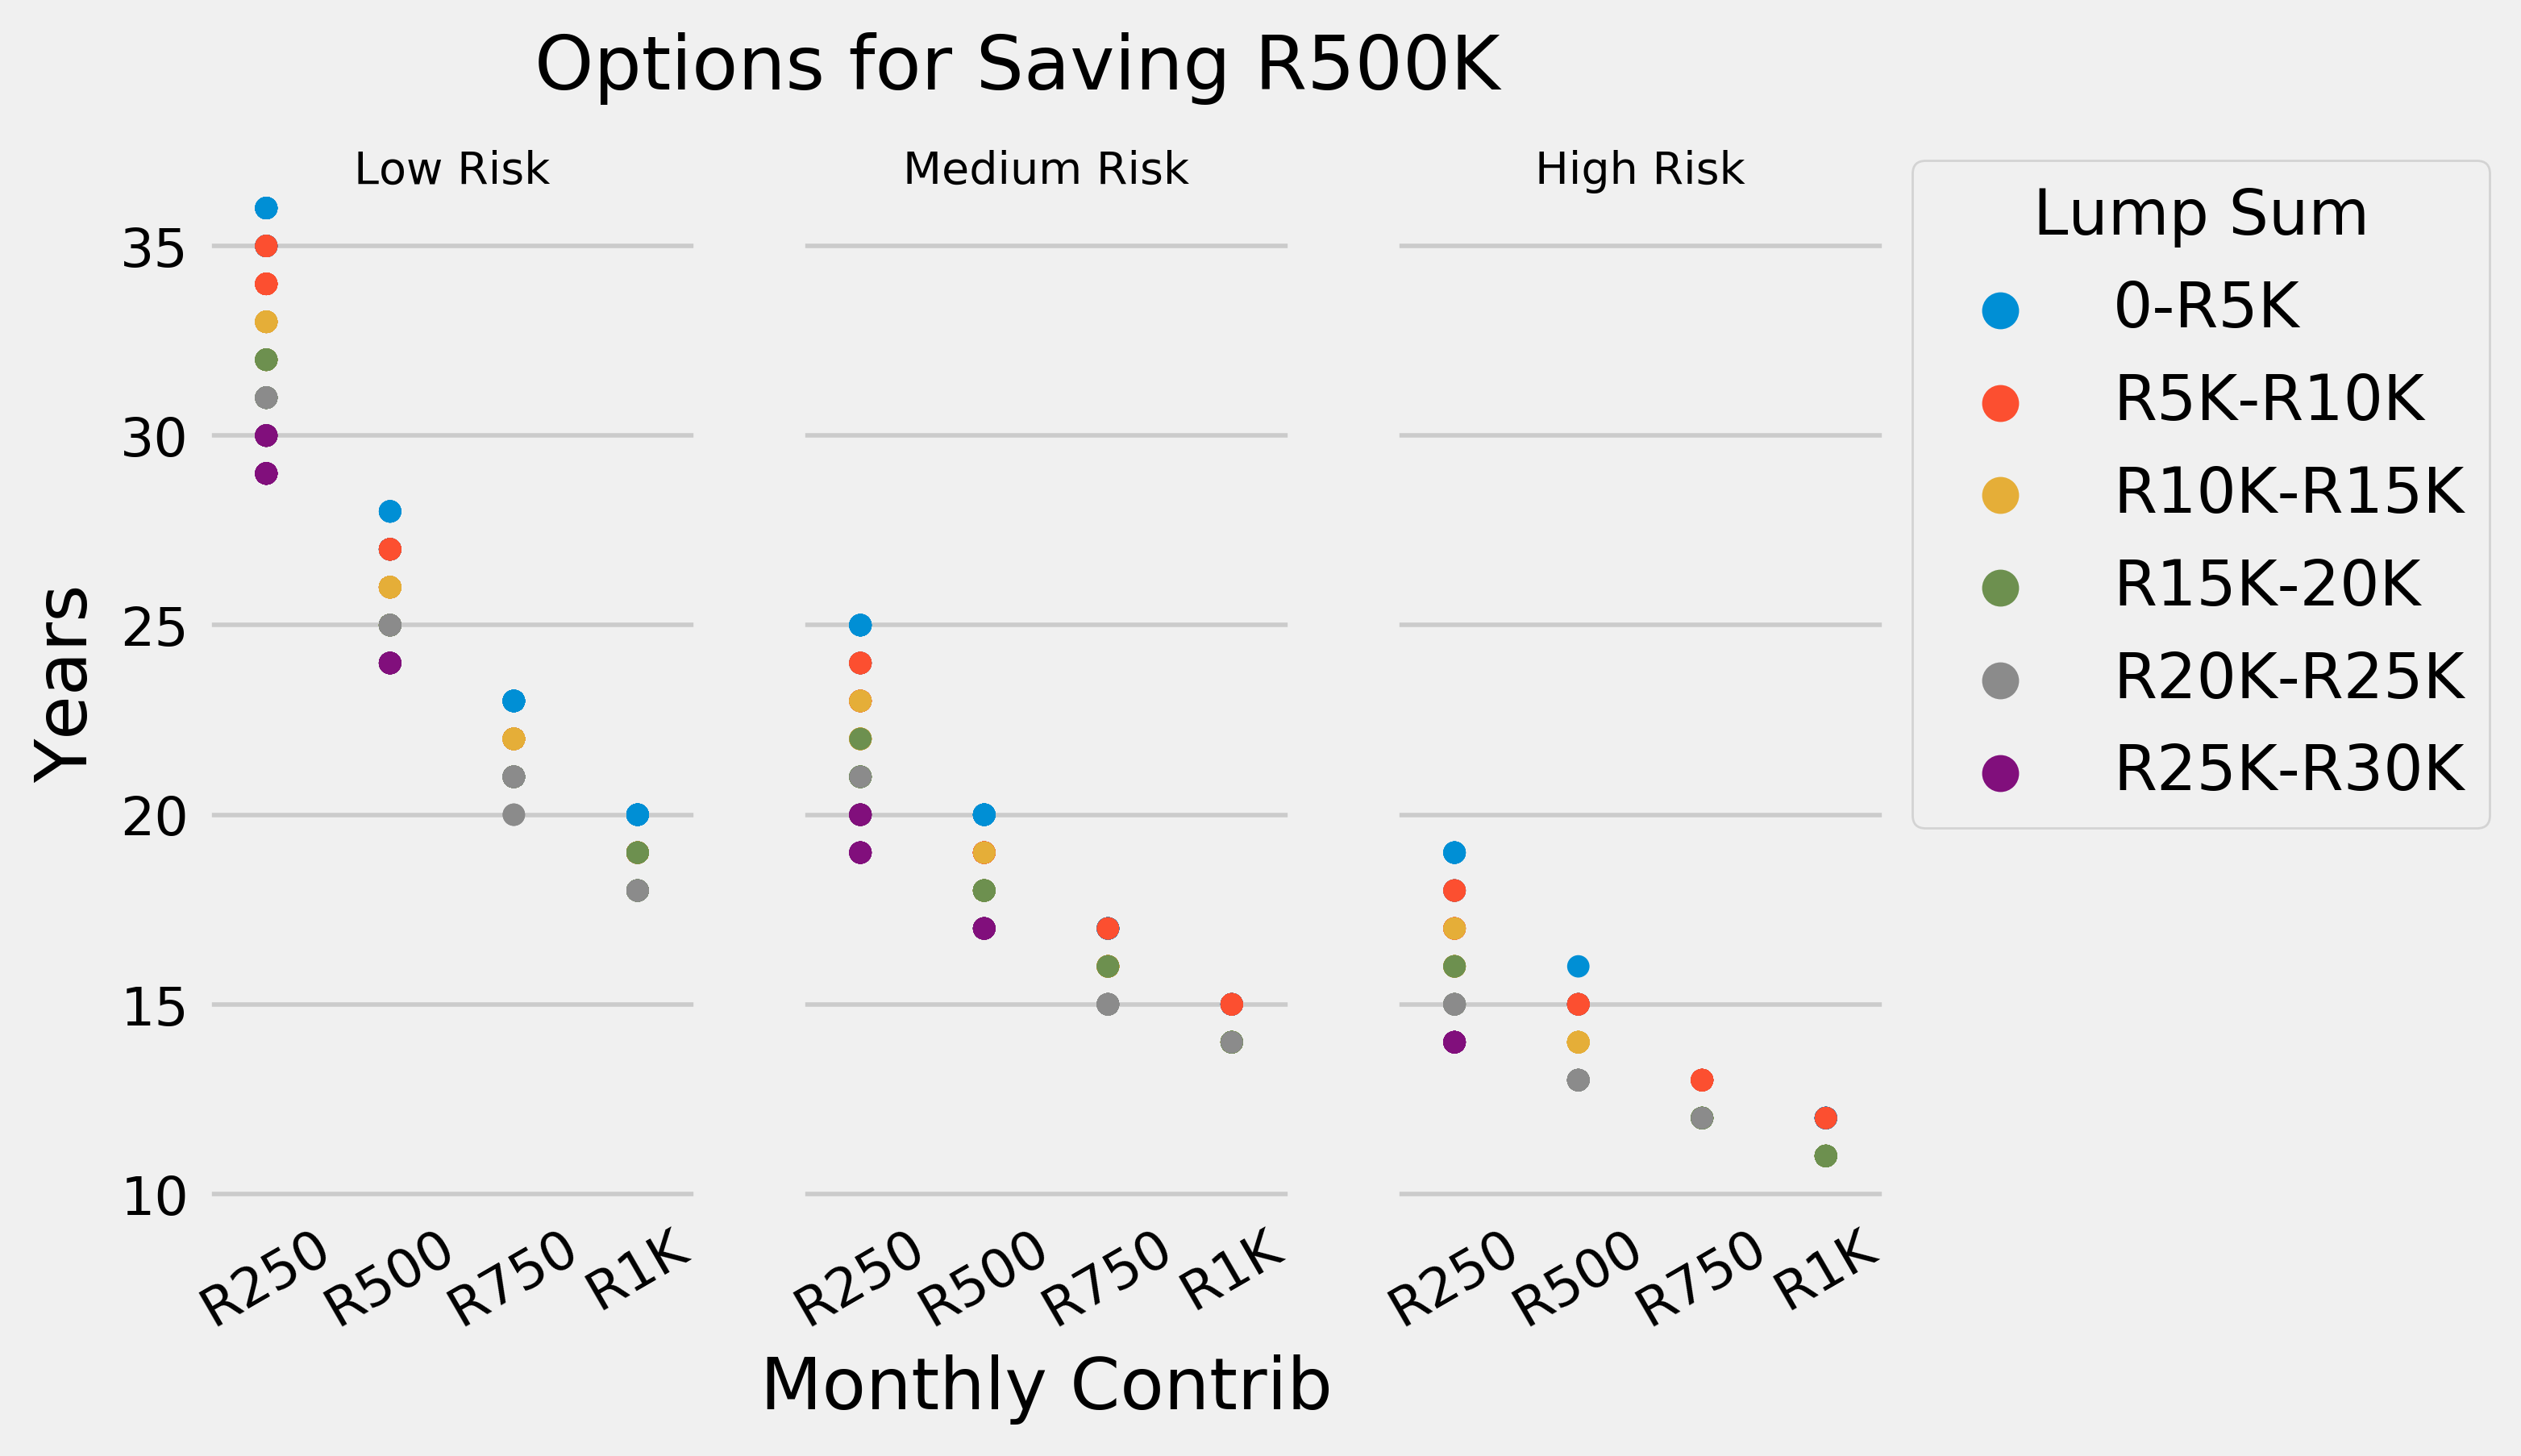 Options for Saving R500K
Low Risk
Medium Risk
High Risk
Lump Sum
0-R5K
R5K-R10K
R10K-R15K
R15K-20K
R20K-R25K
R25K-R30K
Years
35
30
25
20
15
10
R250 R500 R750 R1K
R250 R500 R750 R1K
R250 R500 R750 R1K
Monthly Contrib